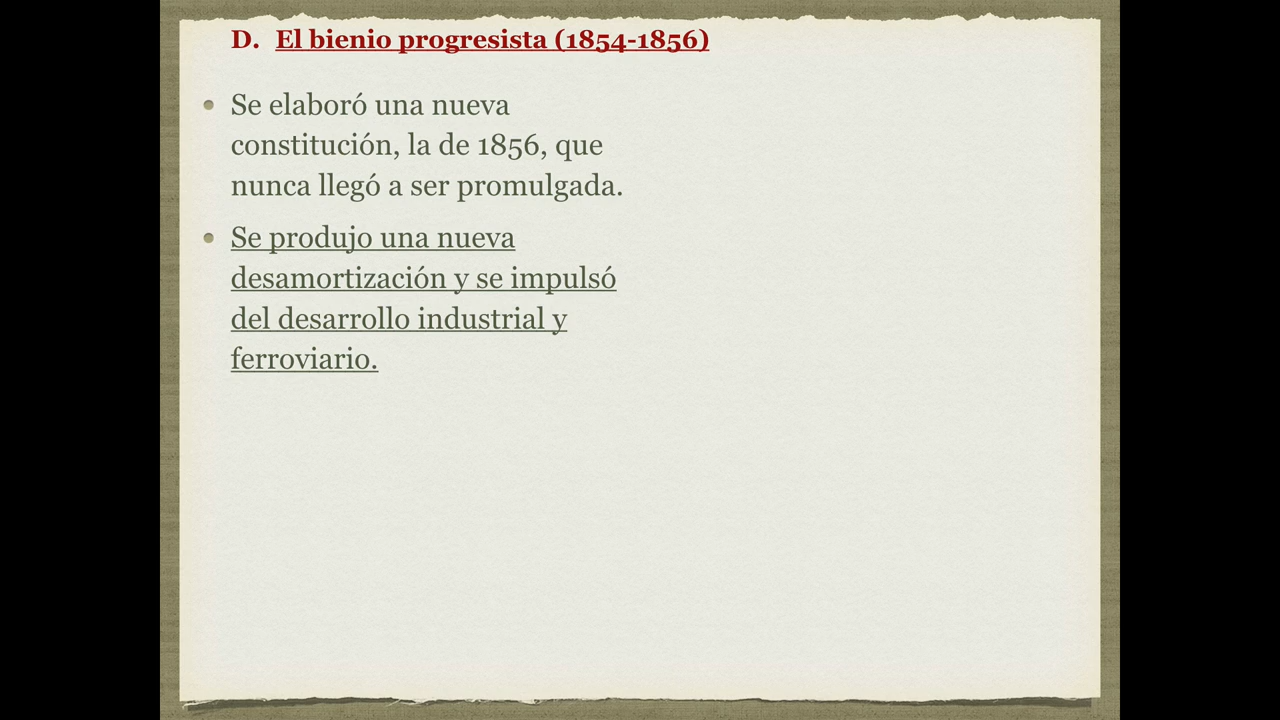 D. El bienio progresista (1854-1856)
Se elaboró una nueva
constitución, la de 1856, que
nunca llegó a ser promulgada.
Se produjo una nueva
desamortización y se impulsó
del desarrollo industrial y
ferroviario.